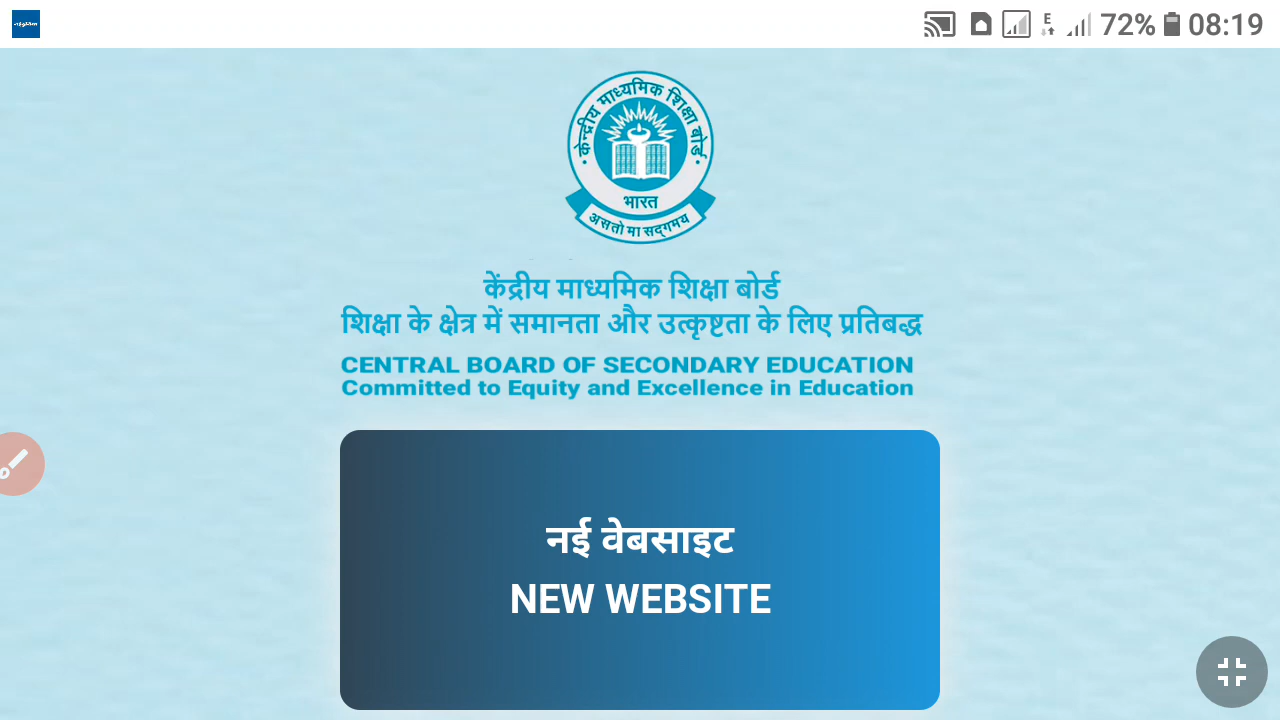 E
72%
08:19
केन्द्रीय माध्यमिक शिक्षा बोर्ड
भारत
असतो मा सद्गमय
केंद्रीय माध्यमिक शिक्षा बोर्ड
शिक्षा के क्षेत्र में समानता और उत्कृष्टता के लिए प्रतिबद्ध
CENTRAL BOARD OF SECONDARY EDUCATION
Committed to Equity and Excellence in Education
नई वेबसाइट
NEW WEBSITE